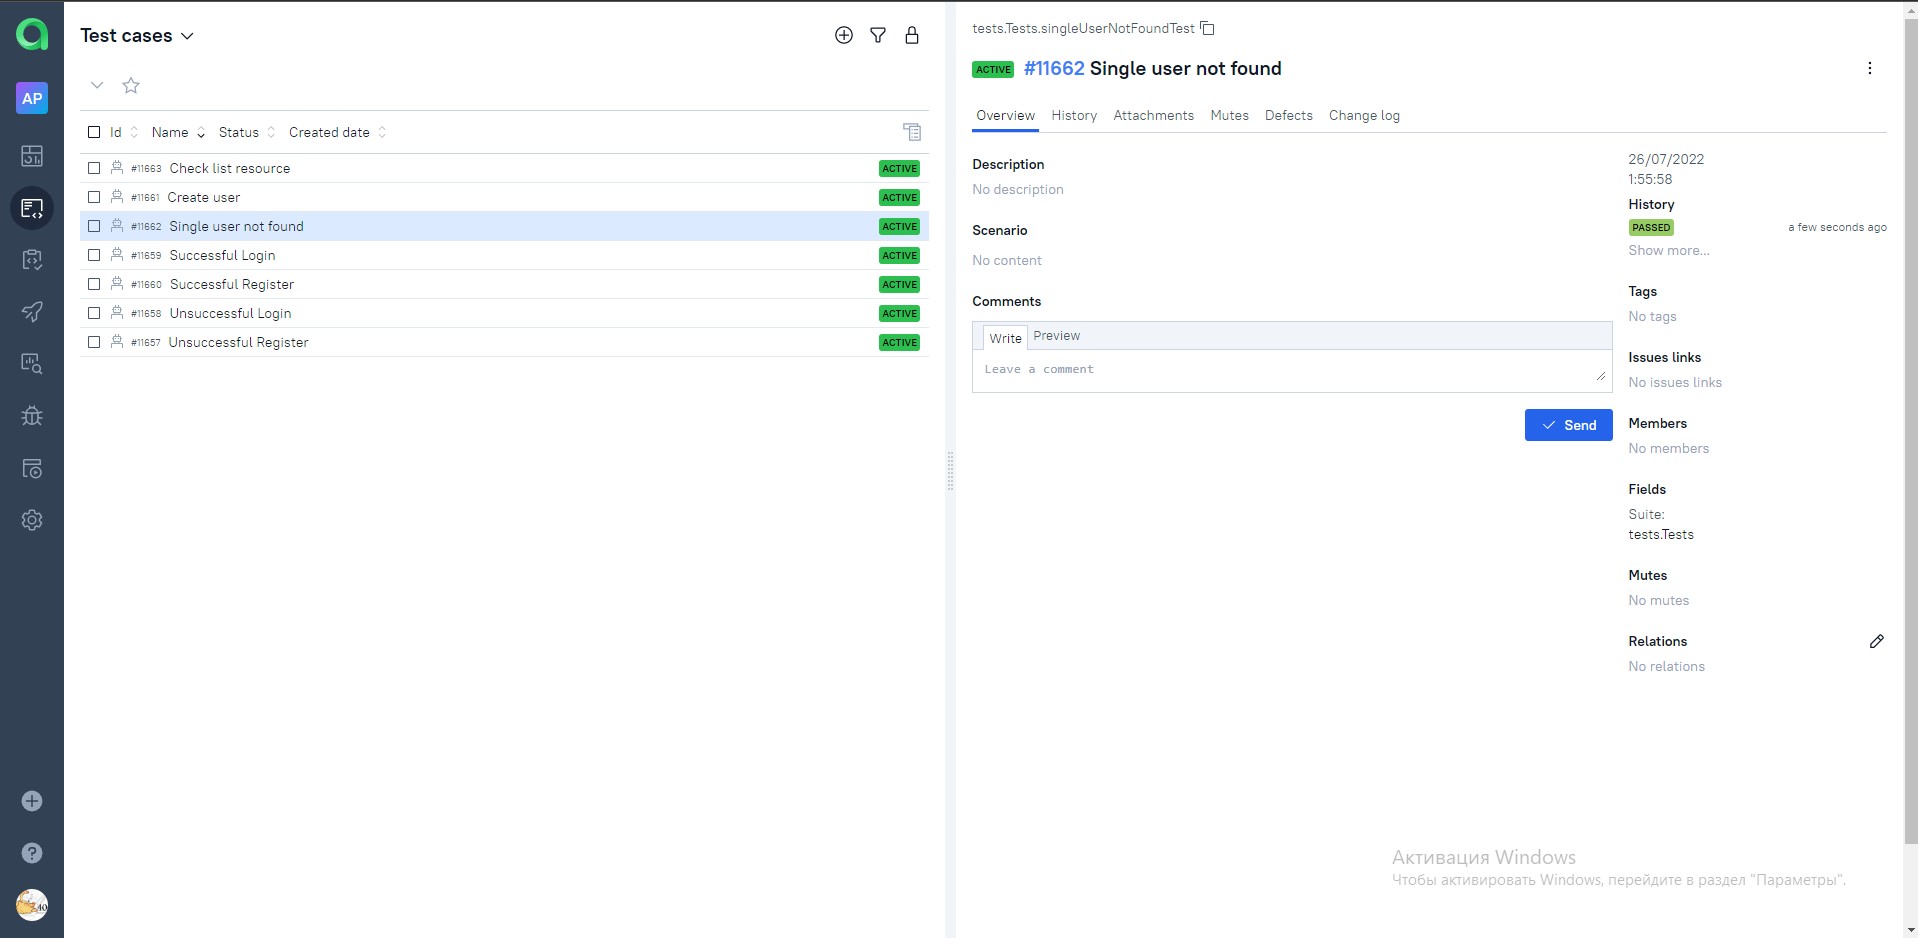 AP
Test cases
Id Name Status Created date
#11663 Check list resource ACTIVE
#11661 Create user ACTIVE
#11662 Single user not found ACTIVE
#11659 Successful Login ACTIVE
#11660 Successful Register ACTIVE
#11658 Unsuccessful Login ACTIVE
#11657 Unsuccessful Register ACTIVE
tests.Tests.singleUserNotFoundTest
ACTIVE #11662 Single user not found
Overview History Attachments Mutes Defects Change log
Description
No description
Scenario
No content
Comments
Write Preview
Leave a comment
Send
26/07/2022
1:55:58
History
PASSED a few seconds ago
Show more...
Tags
No tags
Issues links
No issues links
Members
No members
Fields
Suite:
tests.Tests
Mutes
No mutes
Relations
No relations
Активация Windows
Чтобы активировать Windows, перейдите в раздел "Параметры".